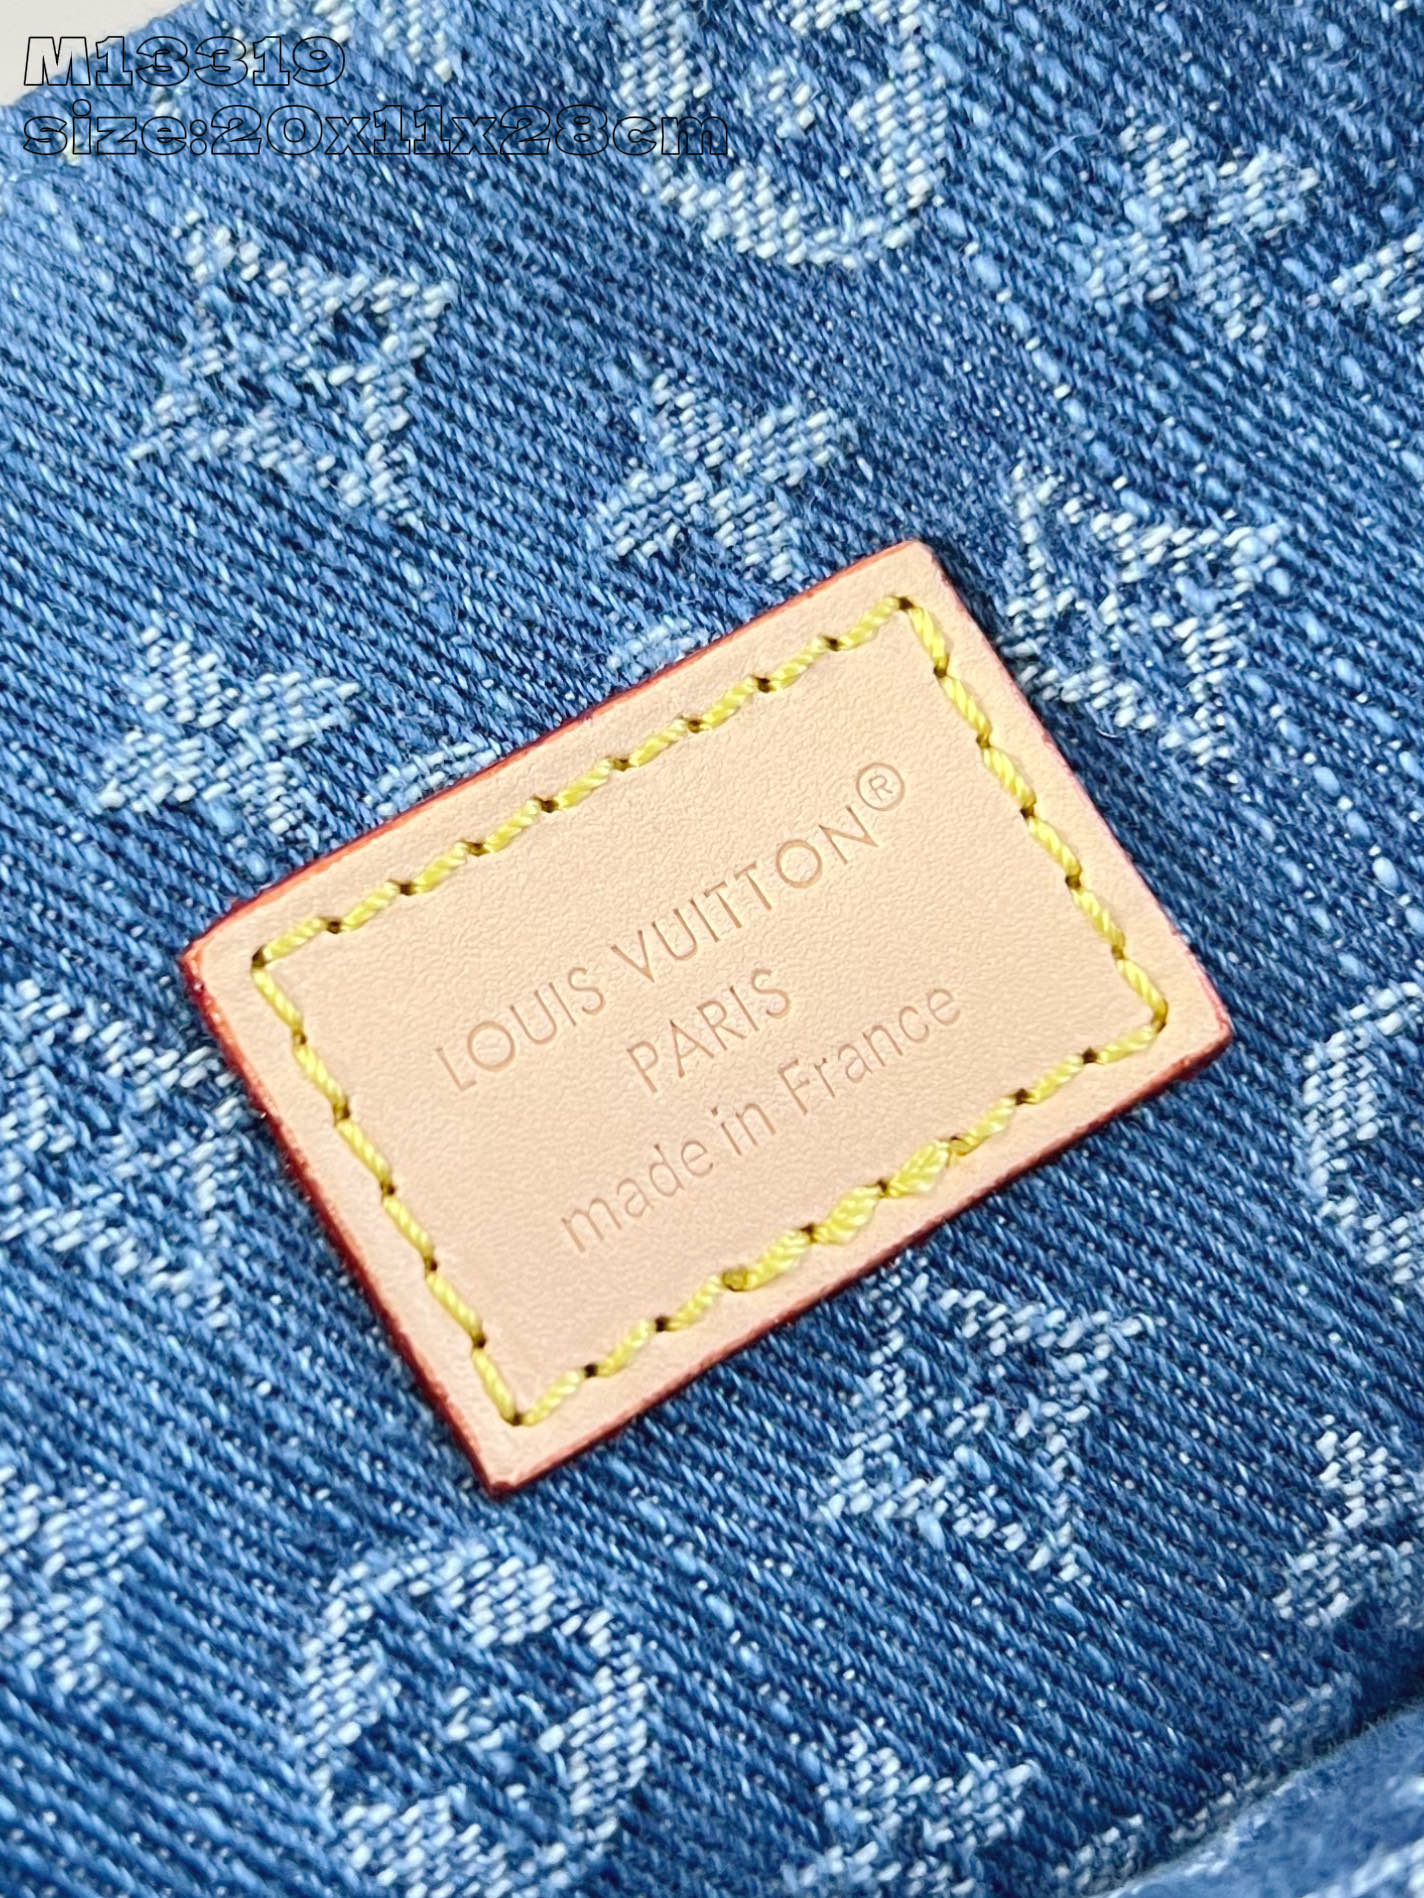 M13319
size:20x11x28cm
LOUIS VUITTON®
PARIS
made in France